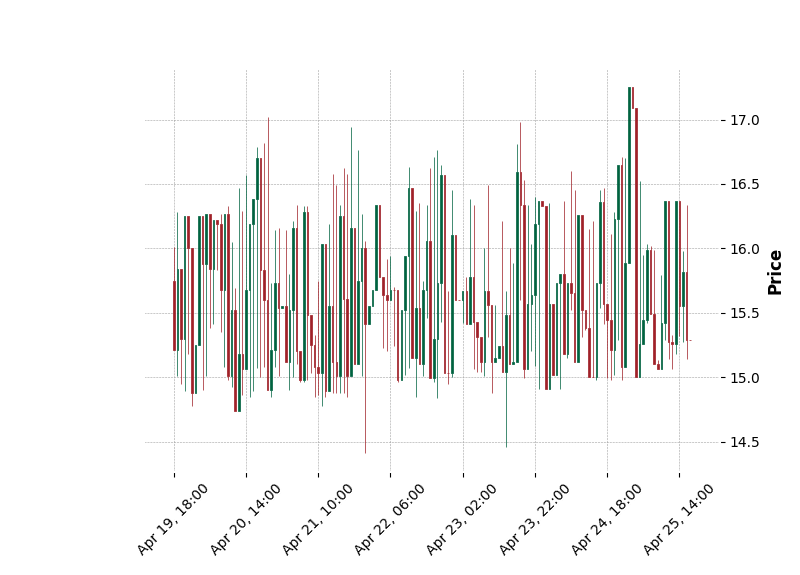 17.0
16.5
16.0
15.5
15.0
14.5
Price
Apr 19, 18:00
Apr 20, 14:00
Apr 21, 10:00
Apr 22, 06:00
Apr 23, 02:00
Apr 23, 22:00
Apr 24, 18:00
Apr 25, 14:00